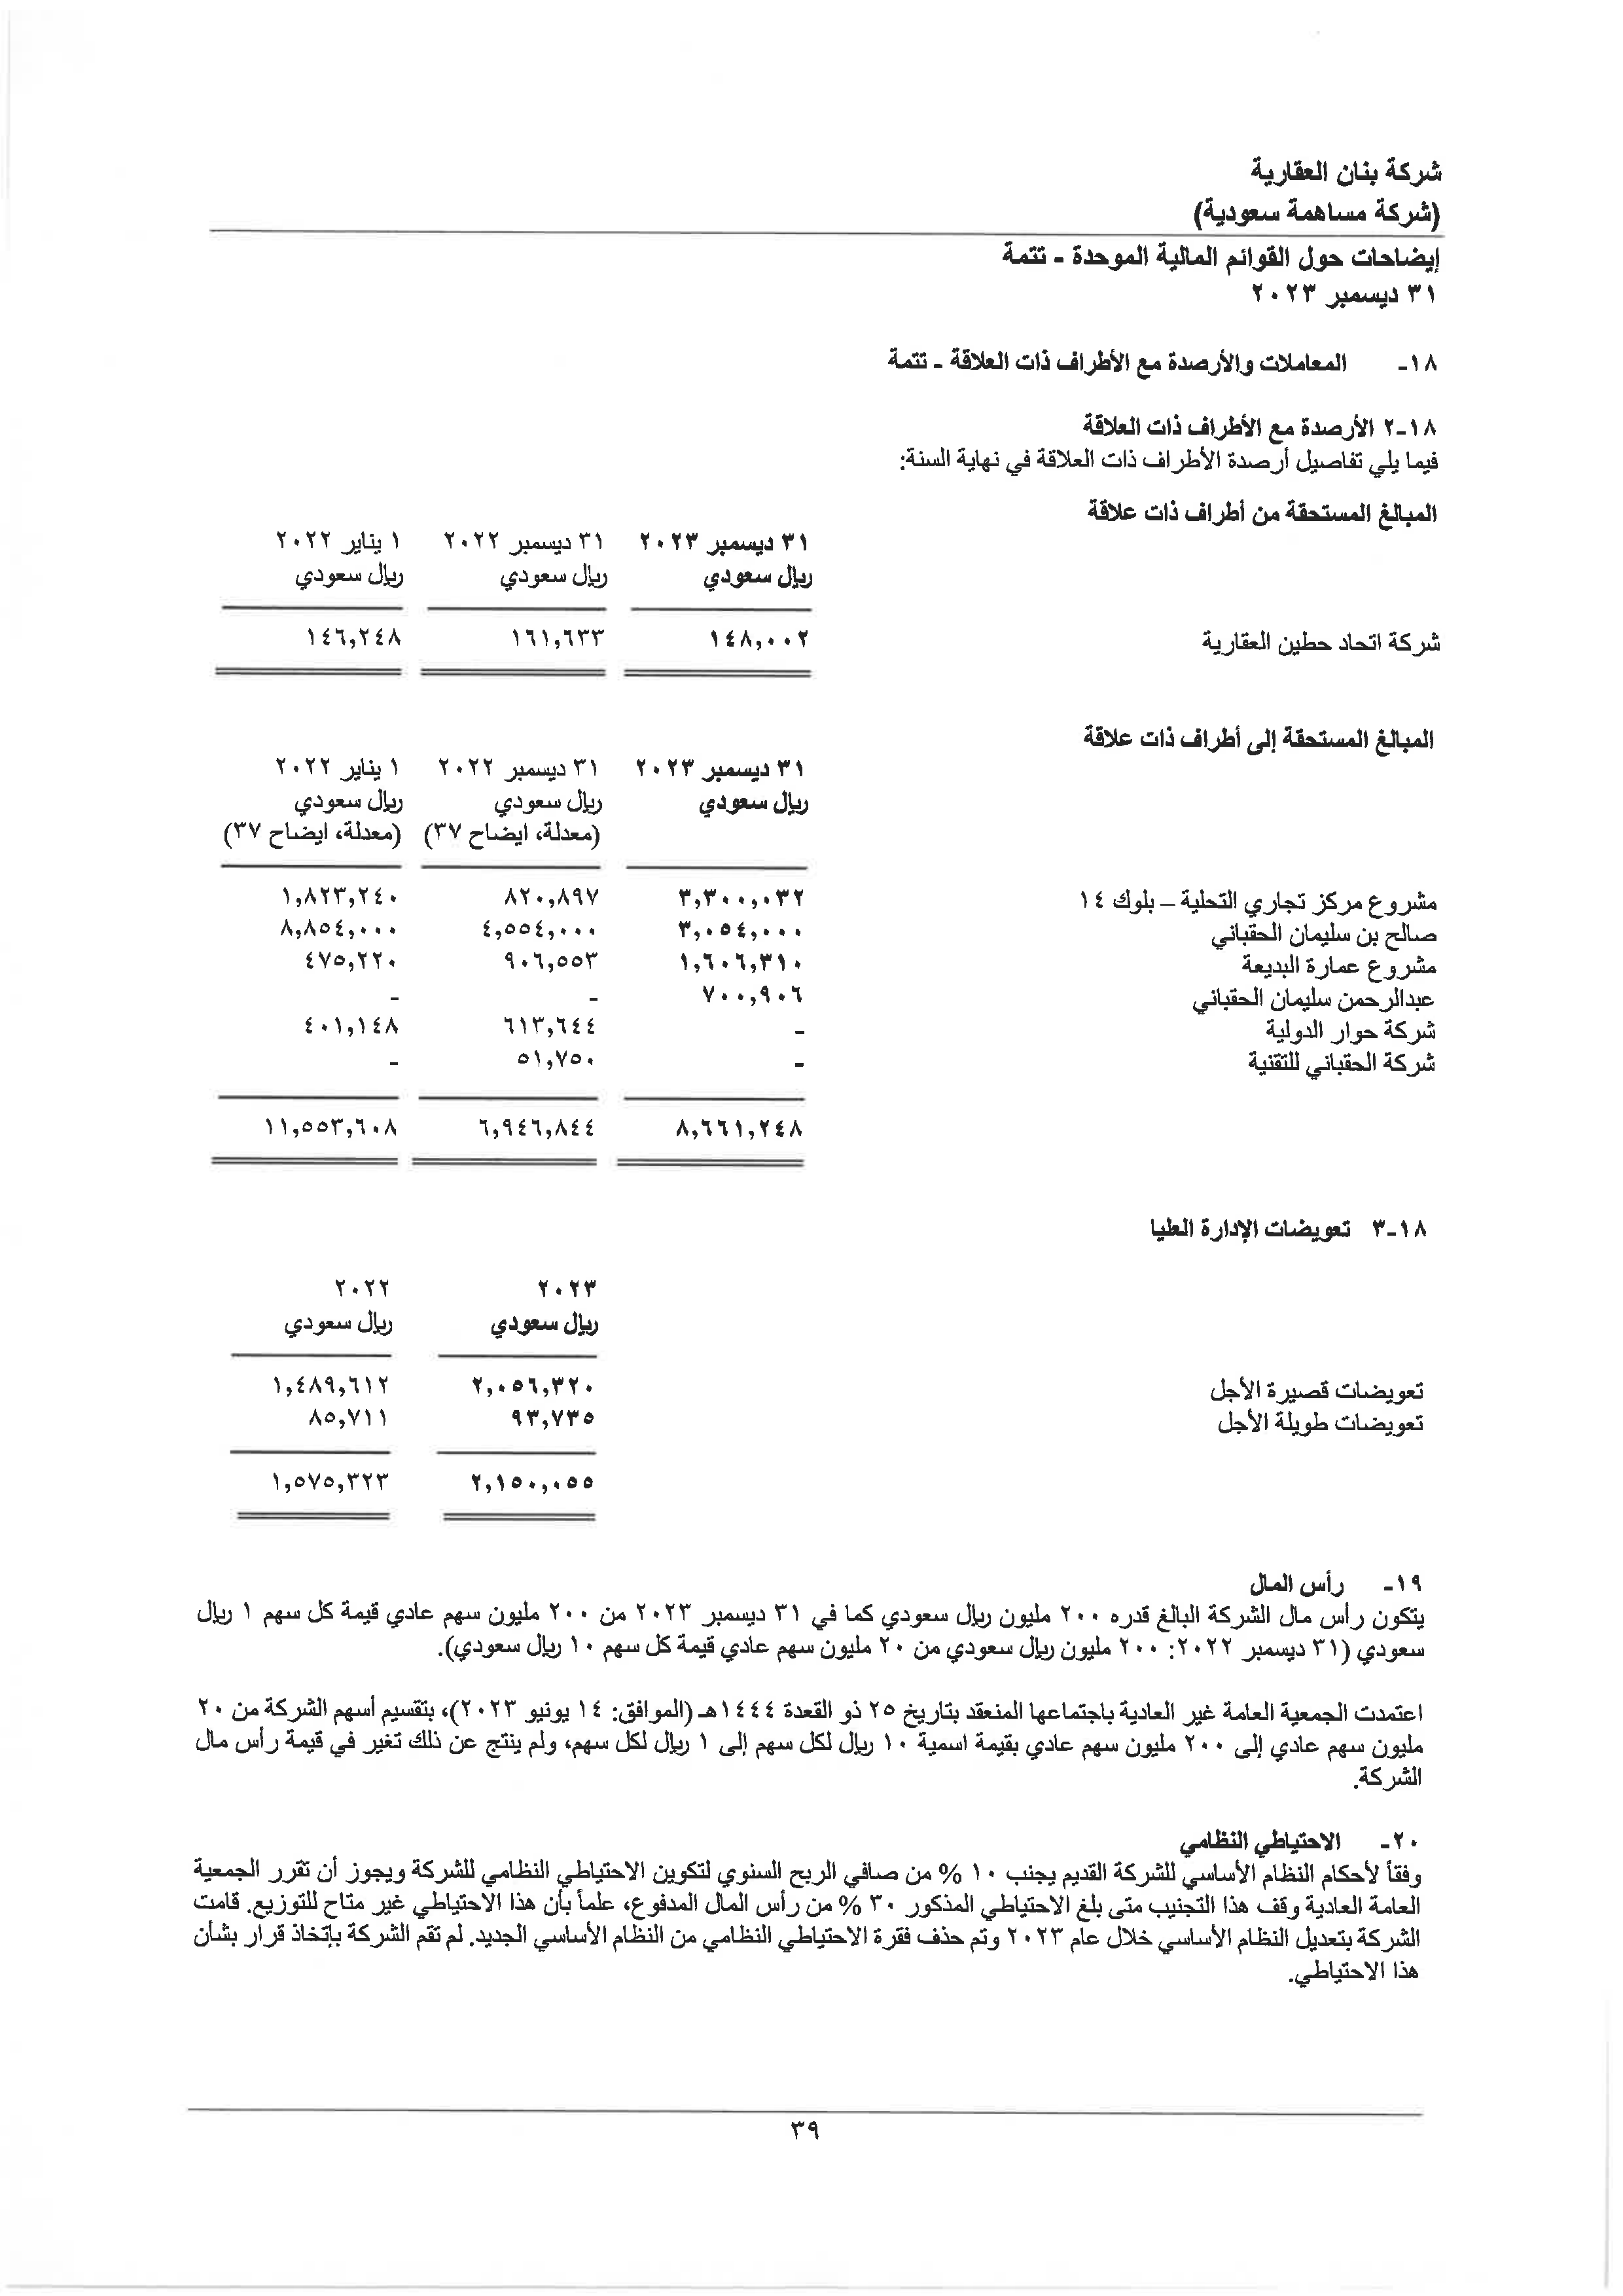 شركة بنان العقارية
(شركة مساهمة سعودية)
إيضاحات حول القوائم المالية الموحدة - تتمة
٣١ ديسمبر ٢٠٢٣
١٨- المعاملات والأرصدة مع الأطراف ذات العلاقة - تتمة
١٨-٢ الأرصدة مع الأطراف ذات العلاقة
فيما يلي تفاصيل أرصدة الأطراف ذات العلاقة في نهاية السنة:
المبالغ المستحقة من أطراف ذات علاقة
٣١ ديسمبر ٢٠٢٣ ٣١ ديسمبر ٢٠٢٢ ١ يناير ٢٠٢٢
ريال سعودي ريال سعودي ريال سعودي
شركة اتحاد حطين العقارية ١٤٨,٠٠٢ ١٦١,٦٣٣ ١٤٦,٢٤٨
المبالغ المستحقة إلى أطراف ذات علاقة
٣١ ديسمبر ٢٠٢٣ ٣١ ديسمبر ٢٠٢٢ ١ يناير ٢٠٢٢
ريال سعودي ريال سعودي ريال سعودي
(معدلة، ايضاح ٣٧) (معدلة، ايضاح ٣٧)
مشروع مركز تجاري التحلية – بلوك ١٤ ٣,٣٠٠,٠٣٢ ٨٢٠,٨٩٧ ١,٨٢٣,٢٤٠
صالح بن سليمان الحقباني ٣,٠٥٤,٠٠٠ ٤,٥٥٤,٠٠٠ ٨,٨٥٤,٠٠٠
مشروع عمارة البديعة ١,٦٠٦,٣١٠ ٩٠٦,٥٥٣ ٤٧٥,٢٢٠
عبدالرحمن سليمان الحقباني ٧٠٠,٩٠٦ - -
شركة حوار الدولية - ٦١٣,٦٤٤ ٤٠١,١٤٨
شركة الحقباني للتقنية - ٥١,٧٥٠ -
٨,٦٦١,٢٤٨ ٦,٩٤٦,٨٤٤ ١١,٥٥٣,٦٠٨
١٨-٣ تعويضات الإدارة العليا
٢٠٢٣ ٢٠٢٢
ريال سعودي ريال سعودي
تعويضات قصيرة الأجل ٢,٠٥٦,٣٢٠ ١,٤٨٩,٦١٢
تعويضات طويلة الأجل ٩٣,٧٣٥ ٨٥,٧١١
٢,١٥٠,٠٥٥ ١,٥٧٥,٣٢٣
١٩- رأس المال
يتكون رأس مال الشركة البالغ قدره ٢٠٠ مليون ريال سعودي كما في ٣١ ديسمبر ٢٠٢٣ من ٢٠٠ مليون سهم عادي قيمة كل سهم ١ ريال
سعودي (٣١ ديسمبر ٢٠٢٢: ٢٠٠ مليون ريال سعودي من ٢٠ مليون سهم عادي قيمة كل سهم ١٠ ريال سعودي).
اعتمدت الجمعية العامة غير العادية باجتماعها المنعقد بتاريخ ٢٥ ذو القعدة ١٤٤٤هـ (الموافق: ١٤ يونيو ٢٠٢٣)، بتقسيم أسهم الشركة من ٢٠
مليون سهم عادي إلى ٢٠٠ مليون سهم عادي بقيمة اسمية ١٠ ريال لكل سهم إلى ١ ريال لكل سهم، ولم ينتج عن ذلك تغير في قيمة رأس مال
الشركة.
٢٠- الاحتياطي النظامي
وفقاً لأحكام النظام الأساسي للشركة القديم يجنب ١٠ % من صافي الربح السنوي لتكوين الاحتياطي النظامي للشركة ويجوز أن تقرر الجمعية
العامة العادية وقف هذا التجنيب متى بلغ الاحتياطي المذكور ٣٠ % من رأس المال المدفوع، علماً بأن هذا الاحتياطي غير متاح للتوزيع. قامت
الشركة بتعديل النظام الأساسي خلال عام ٢٠٢٣ وتم حذف فقرة الاحتياطي النظامي من النظام الأساسي الجديد. لم تقم الشركة بإتخاذ قرار بشأن
هذا الاحتياطي.
٣٩